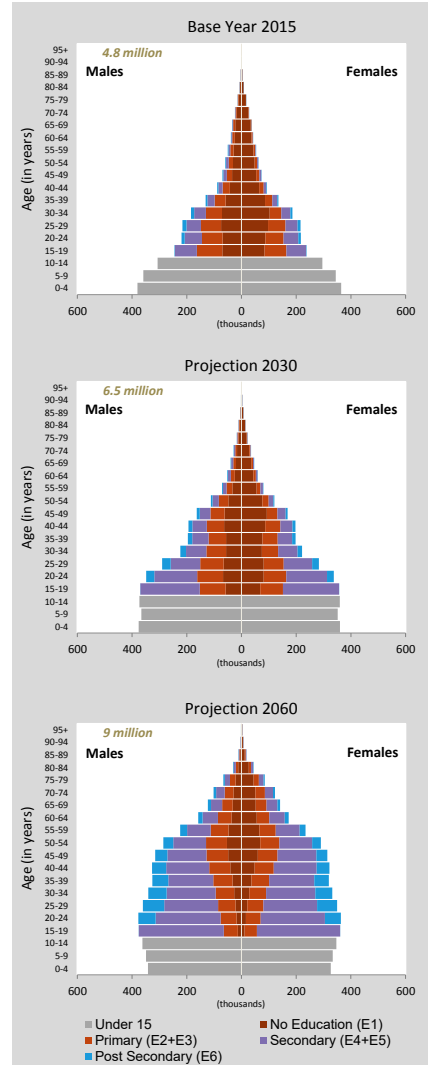 Base Year 2015
4.8 million
Males Females
Age (in years)
95+
90-94
85-89
80-84
75-79
70-74
65-69
60-64
55-59
50-54
45-49
40-44
35-39
30-34
25-29
20-24
15-19
10-14
5-9
0-4
600 400 200 0 200 400 600
(thousands)
Projection 2030
6.5 million
Males Females
Age (in years)
95+
90-94
85-89
80-84
75-79
70-74
65-69
60-64
55-59
50-54
45-49
40-44
35-39
30-34
25-29
20-24
15-19
10-14
5-9
0-4
600 400 200 0 200 400 600
(thousands)
Projection 2060
9 million
Males Females
Age (in years)
95+
90-94
85-89
80-84
75-79
70-74
65-69
60-64
55-59
50-54
45-49
40-44
35-39
30-34
25-29
20-24
15-19
10-14
5-9
0-4
600 400 200 0 200 400 600
(thousands)
Under 15 No Education (E1)
Primary (E2+E3) Secondary (E4+E5)
Post Secondary (E6)